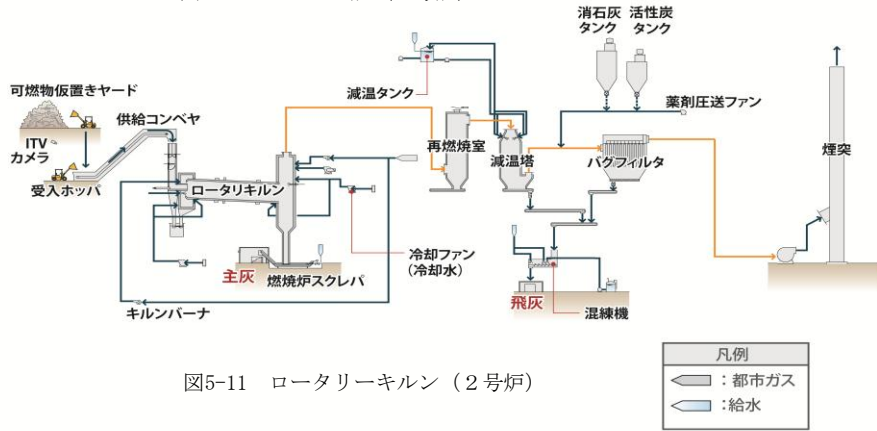 消石灰
タンク
活性炭
タンク
減温タンク
薬剤圧送ファン
可燃物仮置きヤード
供給コンベヤ
再燃焼室
減温塔
バグフィルタ
煙突
ITV
カメラ
受入ホッパ
ロータリキルン
冷却ファン
(冷却水)
主灰
燃焼炉スクレパ
飛灰
混練機
キルンバーナ
図5-11 ロータリーキルン（２号炉）
凡例
：都市ガス
：給水